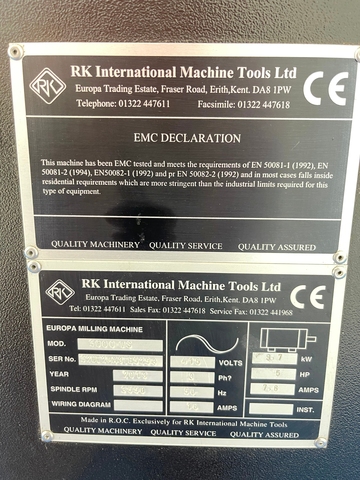 RK
RK International Machine Tools Ltd
Europa Trading Estate, Fraser Road, Erith,Kent. DA8 1PW
Telephone: 01322 447611 Facsimile: 01322 447618
CE
EMC DECLARATION
This machine has been EMC tested and meets the requirements of EN 50081-1 (1992), EN
50081-2 (1994), EN50082-1 (1992) and pr EN 50082-2 (1992) and in most cases falls inside
residential requirements which are more stringent than the industrial limits required for this
type of equipment.
QUALITY MACHINERY QUALITY SERVICE QUALITY ASSURED
RK
RK International Machine Tools Ltd
Europa Trading Estate, Fraser Road, Erith,Kent. DA8 1PW
Tel: 01322 447611 Sales Fax: 01322 447618 Service Fax: 01322 441968
CE
EUROPA MILLING MACHINE
MOD.
SER No. VOLTS 3.7 kW
YEAR Ph? 5 HP
SPINDLE RPM Hz 7.8 AMPS
WIRING DIAGRAM AMPS INST.
Made in R.O.C. Exclusively for RK International Machine Tools
QUALITY MACHINERY QUALITY SERVICE QUALITY ASSURED